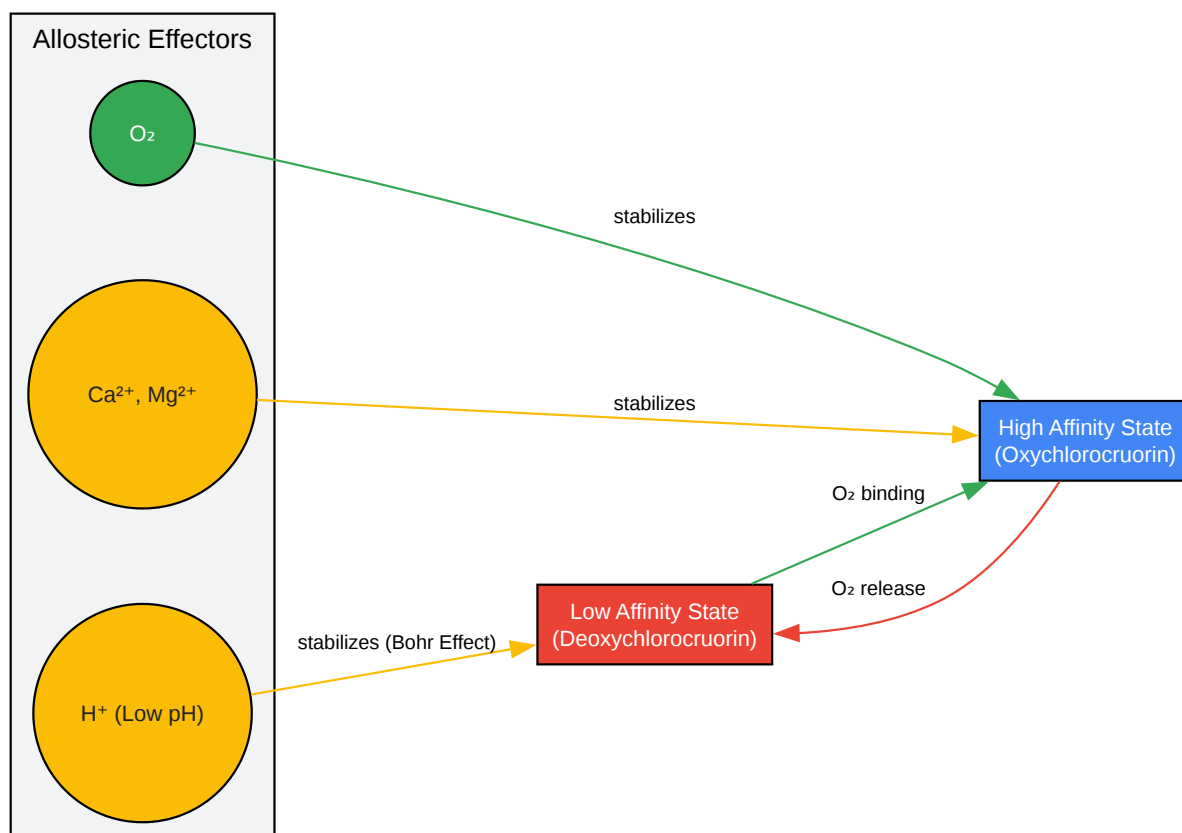 Allosteric Effectors
O₂
stabilizes
Ca²⁺, Mg²⁺
stabilizes
High Affinity State
(Oxychlorocruorin)
O₂ binding
O₂ release
Low Affinity State
(Deoxychlorocruorin)
stabilizes (Bohr Effect)
H⁺ (Low pH)